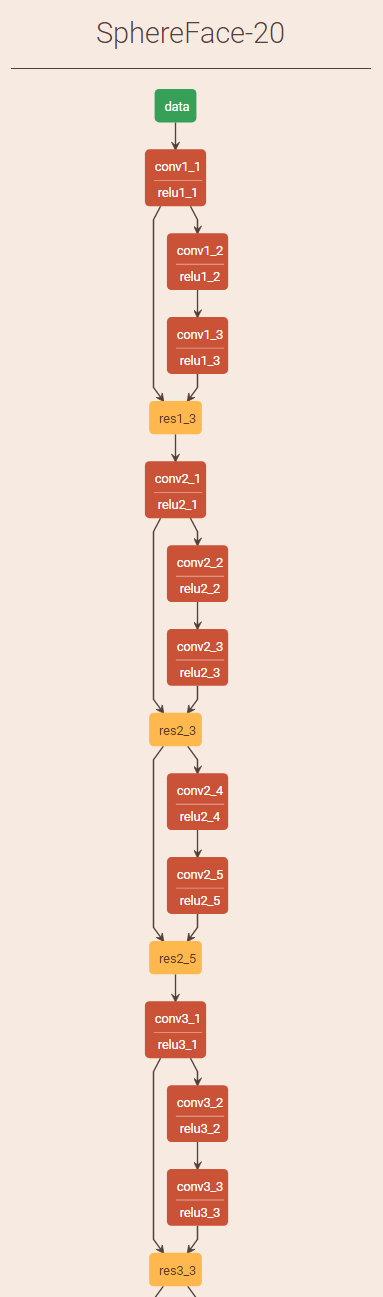 SphereFace-20
data
conv1_1
relu1_1
conv1_2
relu1_2
conv1_3
relu1_3
res1_3
conv2_1
relu2_1
conv2_2
relu2_2
conv2_3
relu2_3
res2_3
conv2_4
relu2_4
conv2_5
relu2_5
res2_5
conv3_1
relu3_1
conv3_2
relu3_2
conv3_3
relu3_3
res3_3